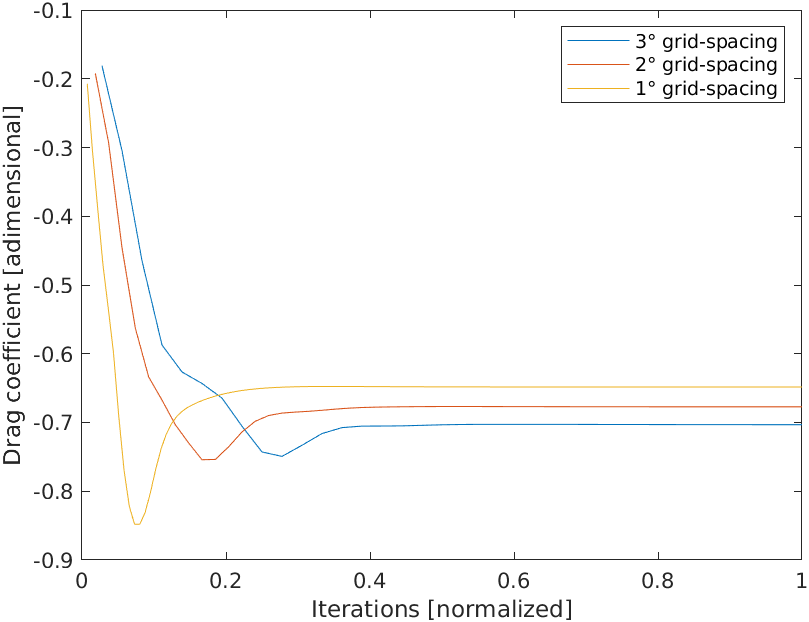 -0.1
-0.2
-0.3
-0.4
-0.5
-0.6
-0.7
-0.8
-0.9
Drag coefficient [adimensional]
3° grid-spacing
2° grid-spacing
1° grid-spacing
0 0.2 0.4 0.6 0.8 1
Iterations [normalized]